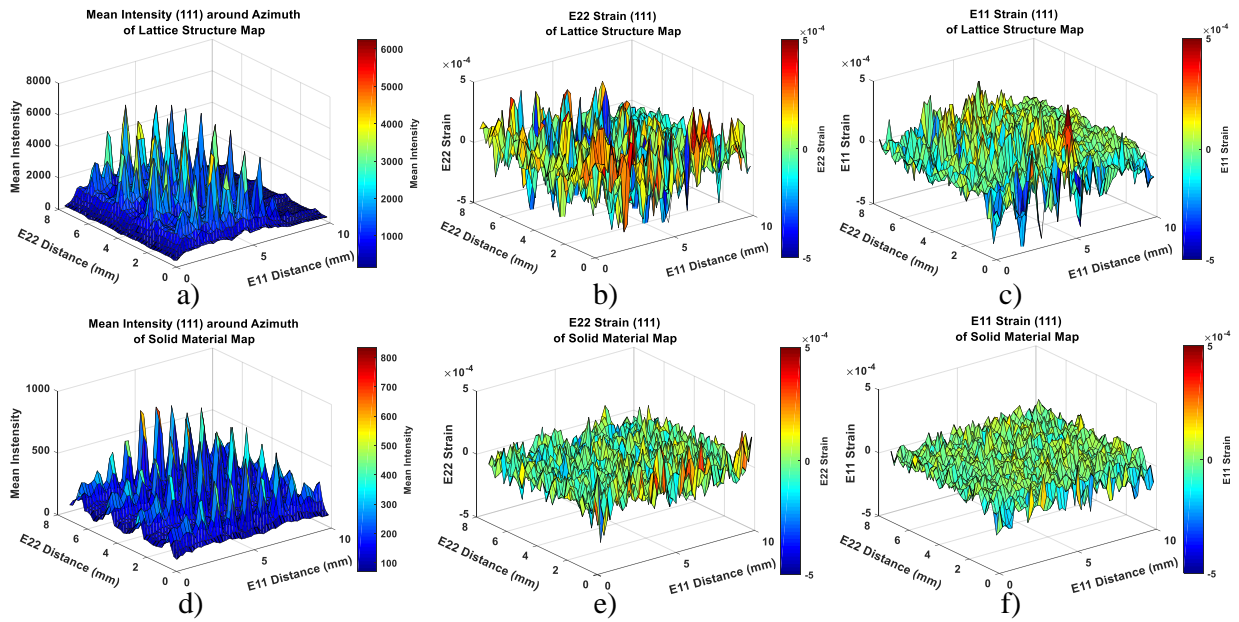 Mean Intensity (111) around Azimuth
of Lattice Structure Map
8000
6000
4000
2000
0
Mean Instensity
8
6
4
2
0
E22 Distance (mm)
0
5
10
E11 Distance (mm)
6000
5000
4000
3000
2000
1000
Mean Intensity
a)
E22 Strain (111)
of Lattice Structure Map
×10⁻⁴
5
0
-5
E22 Strain
8
6
4
2
0
E22 Distance (mm)
0
5
10
E11 Distance (mm)
×10⁻⁴
5
0
-5
E22 Strain
b)
E11 Strain (111)
of Lattice Structure Map
×10⁻⁴
5
0
-5
E11 Strain
8
6
4
2
0
E22 Distance (mm)
0
5
10
E11 Distance (mm)
×10⁻⁴
5
0
-5
E11 Strain
c)
Mean Intensity (111) around Azimuth
of Solid Material Map
1000
500
0
Mean Insensity
8
6
4
2
0
E22 Distance (mm)
0
5
10
E11 Distance (mm)
800
700
600
500
400
300
200
100
Mean Intensity
d)
E22 Strain (111)
of Solid Material Map
×10⁻⁴
5
0
-5
E22 Strain
8
6
4
2
0
E22 Distance (mm)
0
5
10
E11 Distance (mm)
×10⁻⁴
5
0
-5
E22 Strain
e)
E11 Strain (111)
of Solid Material Map
×10⁻⁴
5
0
-5
E11 Strain
8
6
4
2
0
E22 Distance (mm)
0
5
10
E11 Distance (mm)
×10⁻⁴
5
0
-5
E11 Strain
f)